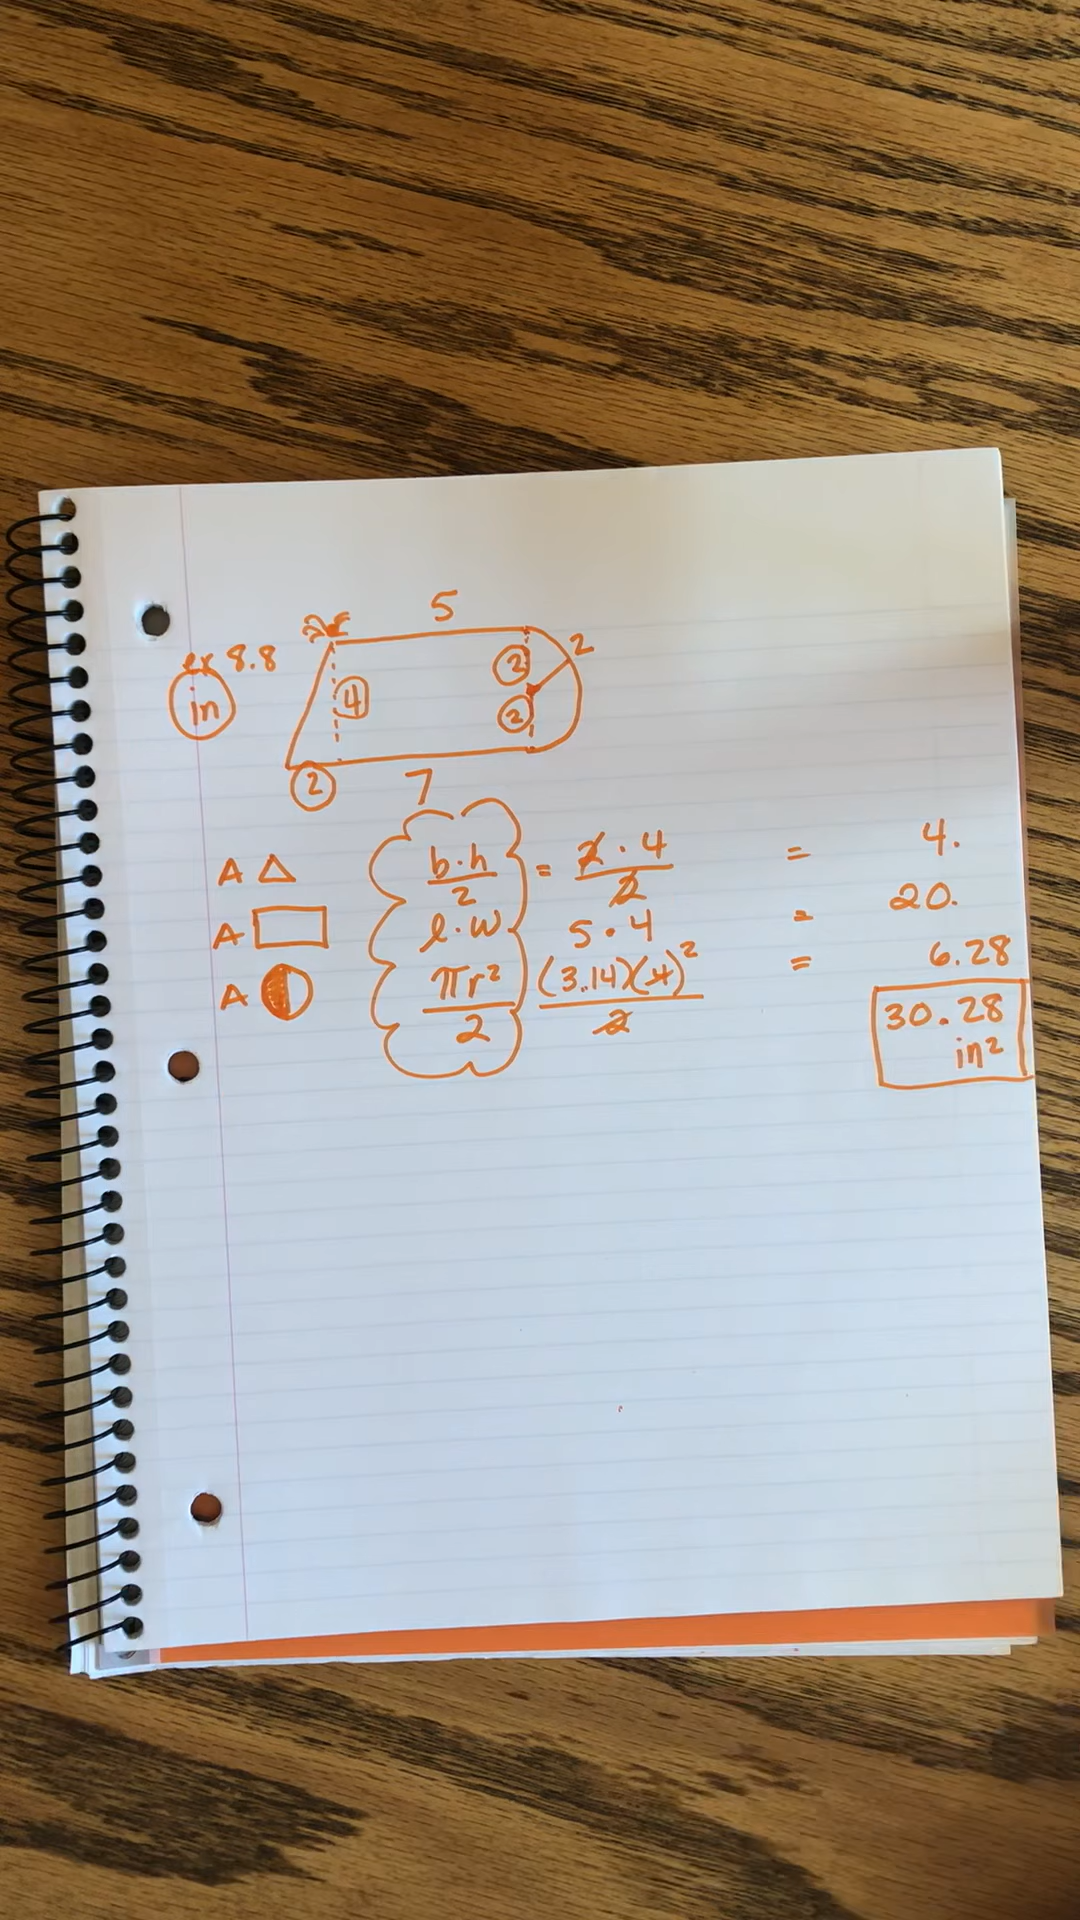 5
ex 8.8
in
4
2
2
2
2
7
A △ b·h/2 = 2·4/2 = 4.
A ▭ l·w 5·4 = 20.
A ◐ πr²/2 (3.14)(4)²/2 = 6.28
30.28
in²